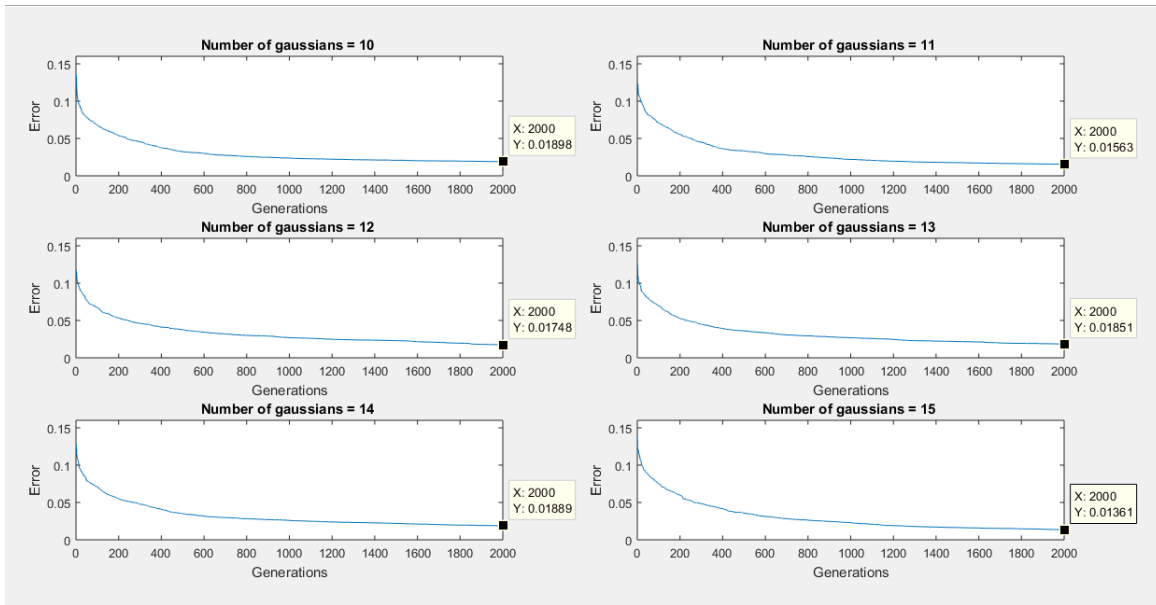 Number of gaussians = 10
0.15
0.1
0.05
0
Error
0 200 400 600 800 1000 1200 1400 1600 1800 2000
Generations
X: 2000
Y: 0.01898
Number of gaussians = 11
0.15
0.1
0.05
0
Error
0 200 400 600 800 1000 1200 1400 1600 1800 2000
Generations
X: 2000
Y: 0.01563
Number of gaussians = 12
0.15
0.1
0.05
0
Error
0 200 400 600 800 1000 1200 1400 1600 1800 2000
Generations
X: 2000
Y: 0.01748
Number of gaussians = 13
0.15
0.1
0.05
0
Error
0 200 400 600 800 1000 1200 1400 1600 1800 2000
Generations
X: 2000
Y: 0.01851
Number of gaussians = 14
0.15
0.1
0.05
0
Error
0 200 400 600 800 1000 1200 1400 1600 1800 2000
Generations
X: 2000
Y: 0.01889
Number of gaussians = 15
0.15
0.1
0.05
0
Error
0 200 400 600 800 1000 1200 1400 1600 1800 2000
Generations
X: 2000
Y: 0.01361